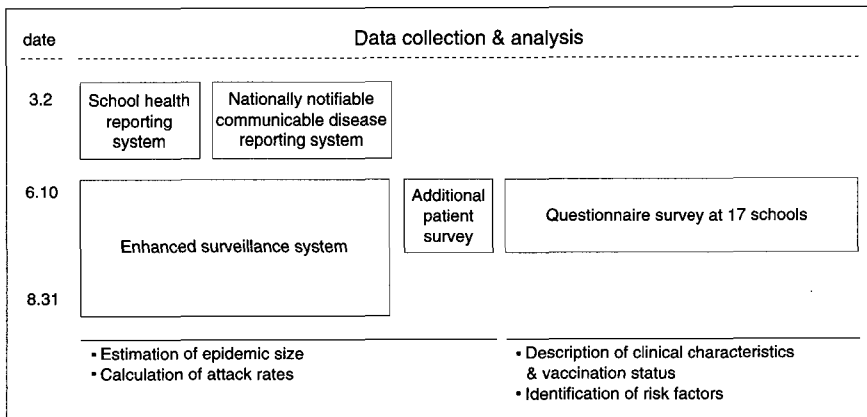 date
Data collection & analysis
3.2
School health
reporting
system
Nationally notifiable
communicable disease
reporting system
6.10
Enhanced surveillance system
Additional
patient
survey
Questionnaire survey at 17 schools
8.31
▪ Estimation of epidemic size
▪ Calculation of attack rates
▪ Description of clinical characteristics
& vaccination status
▪ Identification of risk factors